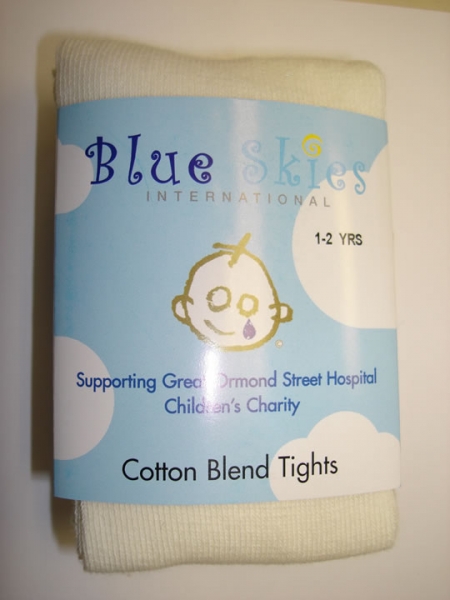 Blue Skies
INTERNATIONAL
1-2 YRS
Supporting Great Ormond Street Hospital
Children's Charity
Cotton Blend Tights